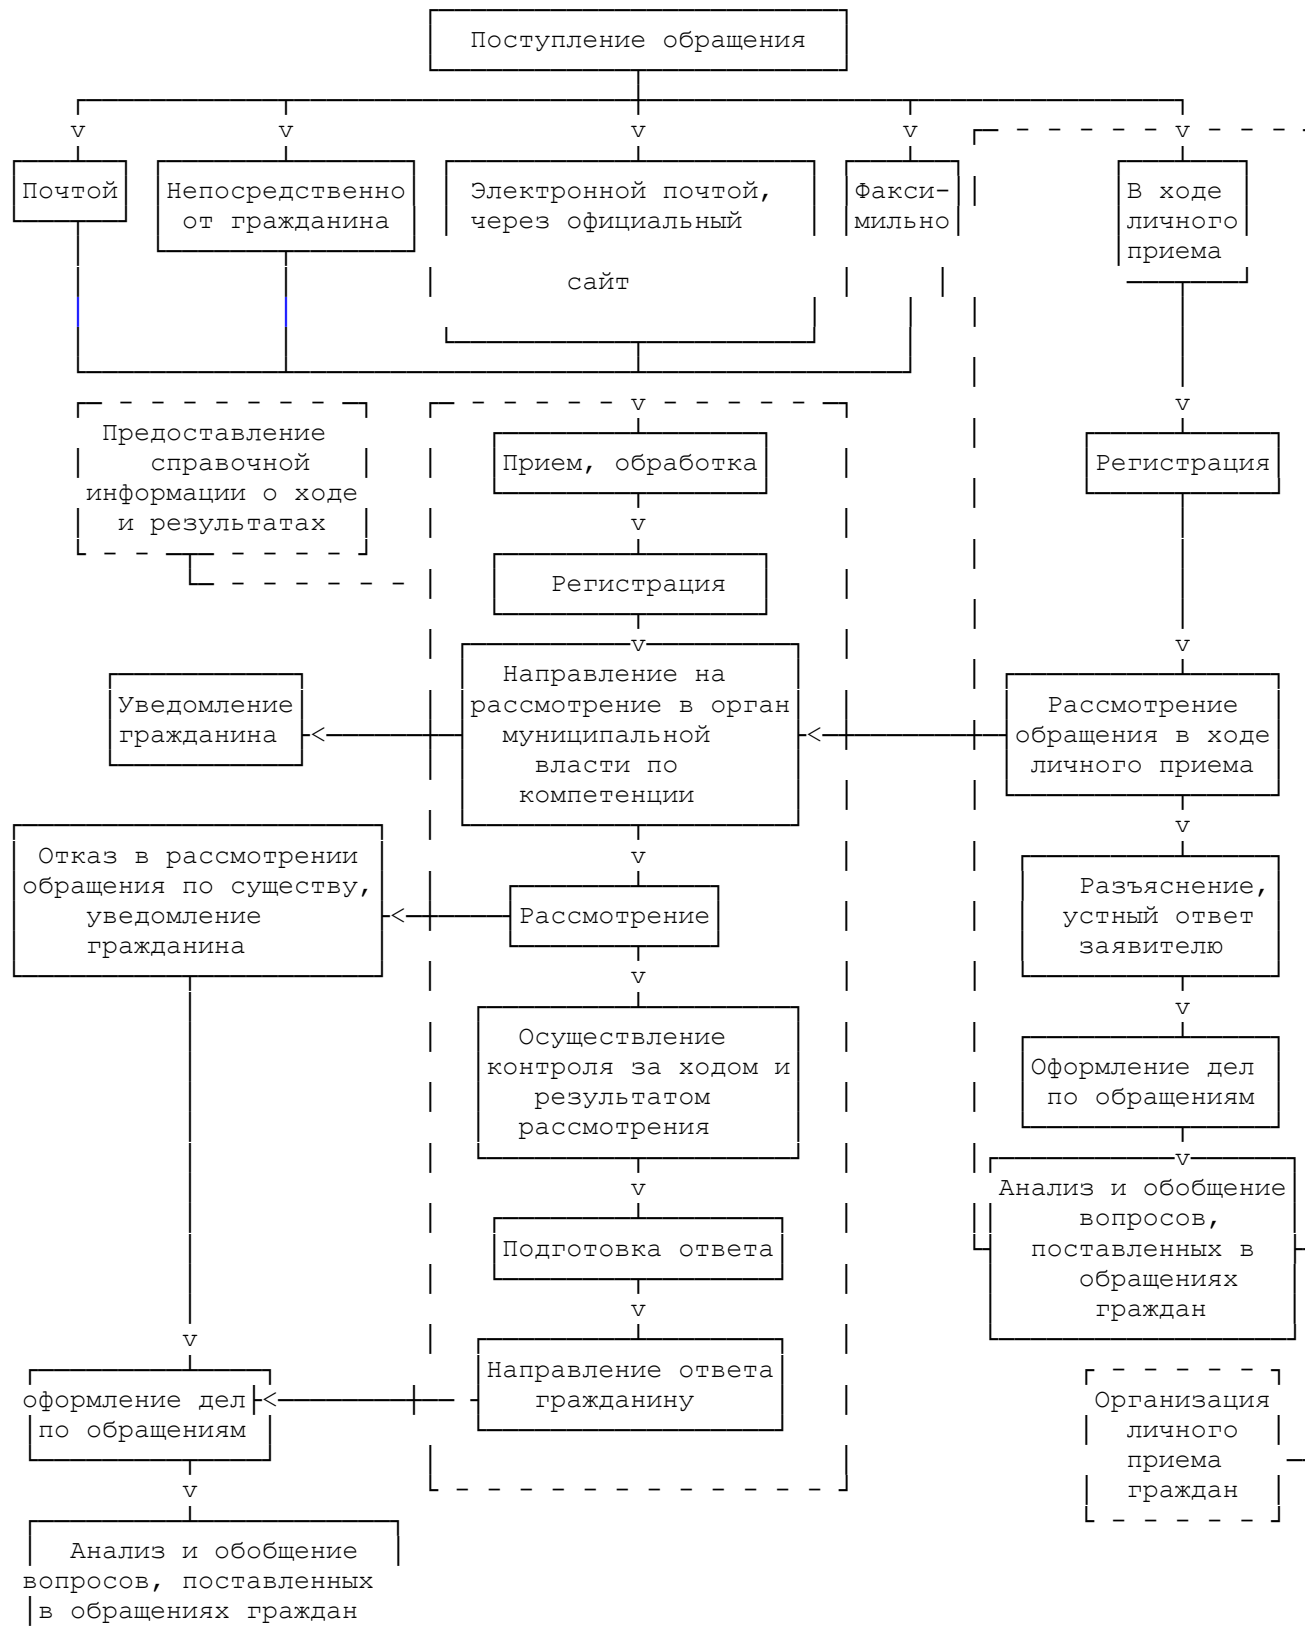 Поступление обращения
Почтой
Непосредственно
от гражданина
Электронной почтой,
через официальный
сайт
Факси-
мильно
В ходе
личного
приема
Предоставление
справочной
информации о ходе
и результатах
Прием, обработка
Регистрация
Регистрация
Уведомление
гражданина
Направление на
рассмотрение в орган
муниципальной
власти по
компетенции
Рассмотрение
обращения в ходе
личного приема
Отказ в рассмотрении
обращения по существу,
уведомление
гражданина
Рассмотрение
Разъяснение,
устный ответ
заявителю
Осуществление
контроля за ходом и
результатом
рассмотрения
Оформление дел
по обращениям
Подготовка ответа
Анализ и обобщение
вопросов,
поставленных в
обращениях
граждан
Направление ответа
гражданину
оформление дел
по обращениям
Организация
личного
приема
граждан
Анализ и обобщение
вопросов, поставленных
в обращениях граждан